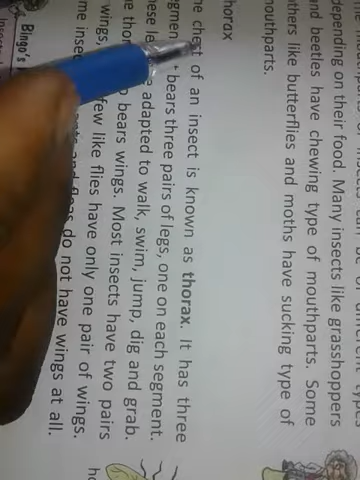 depending on their food. Many insects like grasshoppers
and beetles have chewing type of mouthparts. Some
others like butterflies and moths have sucking type of
mouthparts.
Thorax
The chest of an insect is known as thorax. It has three
bears three pairs of legs, one on each segment.
adapted to walk, swim, jump, dig and grab.
bears wings. Most insects have two pairs
wings, few like flies have only one pair of wings.
do not have wings at all.
Bingo's